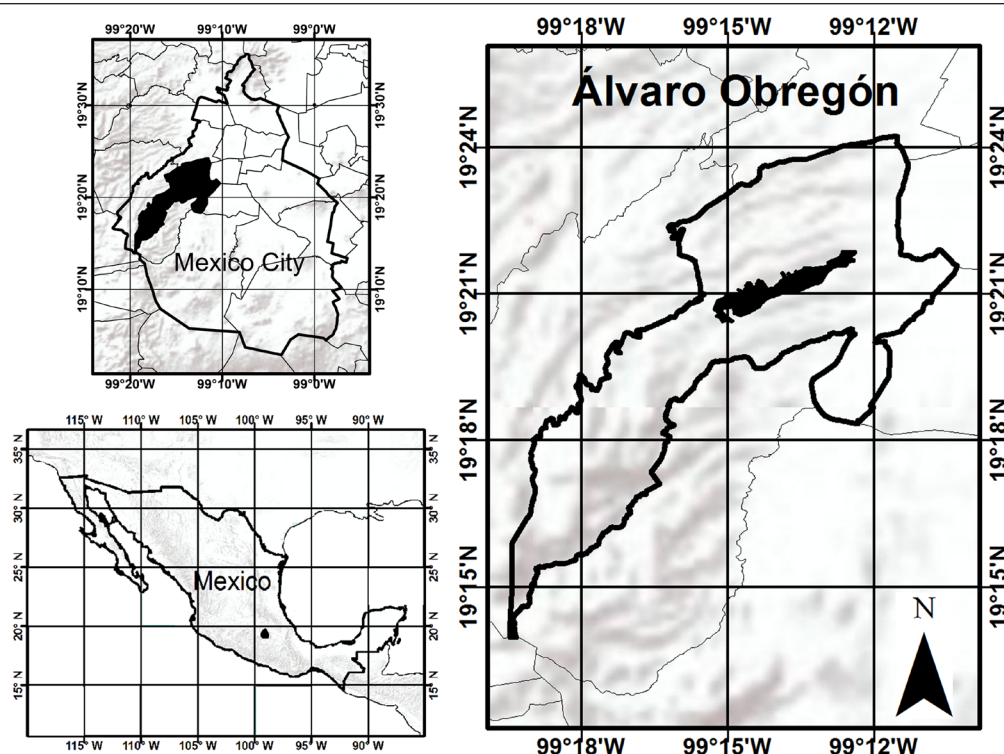 99°20'W 99°10'W 99°0'W
19°30'N 19°30'N
19°20'N 19°20'N
Mexico City
19°10'N 19°10'N
99°20'W 99°10'W 99°0'W
115°W 110°W 105°W 100°W 95°W 90°W
35°N 35°N
30°N 30°N
25°N 25°N
Mexico
20°N 20°N
15°N 15°N
115°W 110°W 105°W 100°W 95°W 90°W
99°18'W 99°15'W 99°12'W
Álvaro Obregón
19°24'N 19°24'N
19°21'N 19°21'N
19°18'N 19°18'N
19°15'N 19°15'N
N
99°18'W 99°15'W 99°12'W